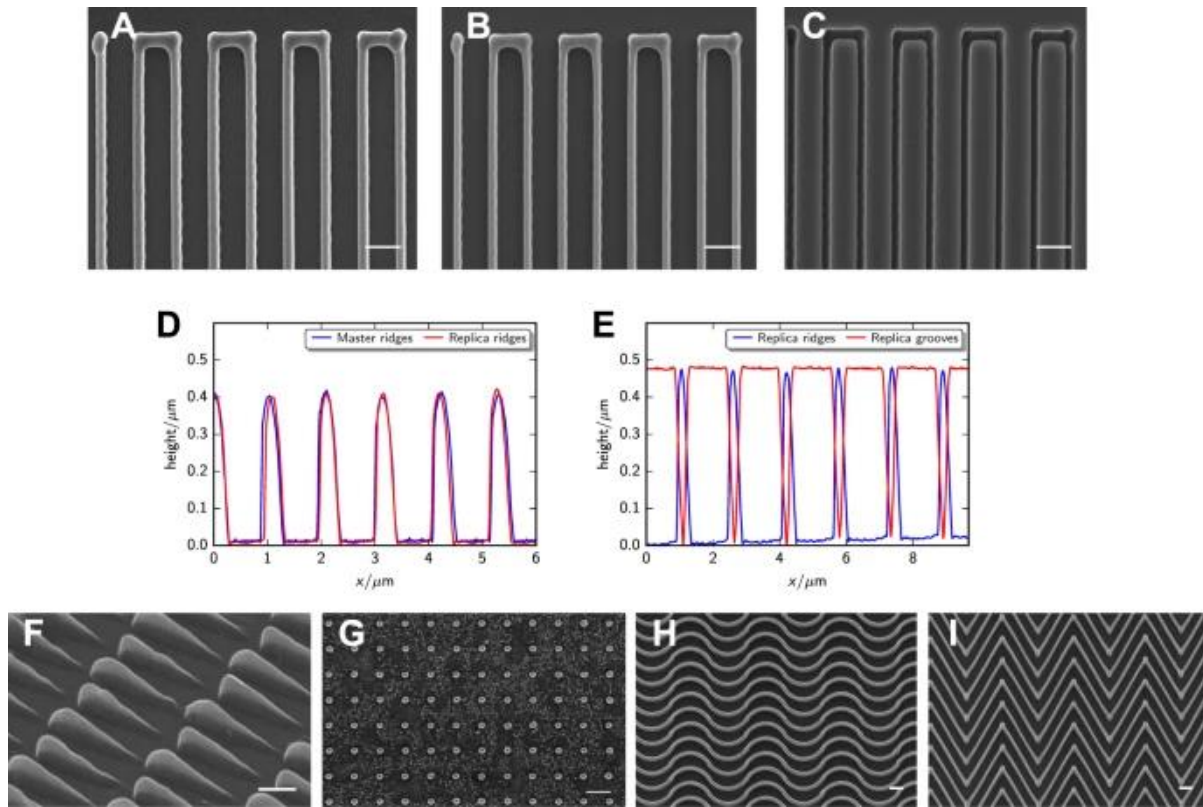 A
B
C
D
Master ridges
Replica ridges
0.5
0.4
0.3
0.2
0.1
0.0
height/μm
0
1
2
3
4
5
6
x/μm
E
Replica ridges
Replica grooves
0.5
0.4
0.3
0.2
0.1
0.0
height/μm
0
2
4
6
8
x/μm
F
G
H
I